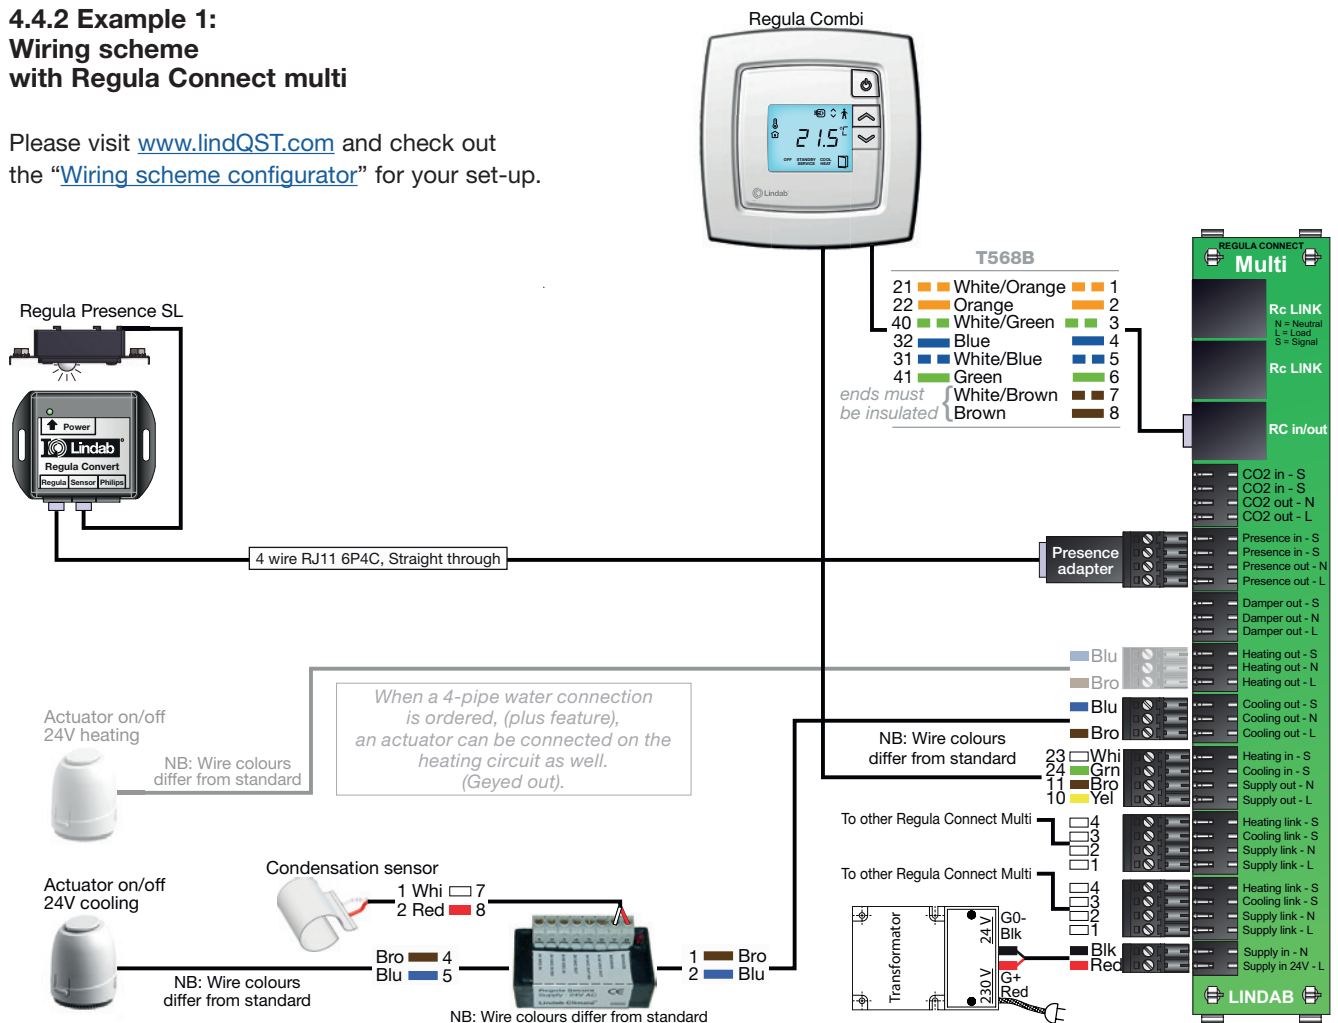 4.4.2 Example 1:
Wiring scheme
with Regula Connect multi
Please visit www.lindQST.com and check out
the “Wiring scheme configurator” for your set-up.
Regula Combi
21.5°C
OFF STANDBY COOL
SERVICE HEAT
Lindab
T568B
21 White/Orange 1
22 Orange 2
40 White/Green 3
32 Blue 4
31 White/Blue 5
41 Green 6
ends must
be insulated
{ White/Brown 7
Brown 8
REGULA CONNECT
Multi
Rc LINK
N = Neutral
L = Load
S = Signal
Rc LINK
RC in/out
CO2 in - S
CO2 in - S
CO2 out - N
CO2 out - L
Presence in - S
Presence in - S
Presence out - N
Presence out - L
Damper out - S
Damper out - N
Damper out - L
Heating out - S
Heating out - N
Heating out - L
Cooling out - S
Cooling out - N
Cooling out - L
Heating in - S
Cooling in - S
Supply out - N
Supply out - L
Heating link - S
Cooling link - S
Supply link - N
Supply link - L
Heating link - S
Cooling link - S
Supply link - N
Supply link - L
Supply in - N
Supply in 24V - L
LINDAB
Regula Presence SL
Power
Lindab
Regula Convert
Regula Sensor Philips
4 wire RJ11 6P4C, Straight through
Presence
adapter
Blu
Bro
Blu
Bro
NB: Wire colours
differ from standard
23 Whi
24 Grn
11 Bro
10 Yel
When a 4-pipe water connection
is ordered, (plus feature),
an actuator can be connected on the
heating circuit as well.
(Geyed out).
Actuator on/off
24V heating
NB: Wire colours
differ from standard
To other Regula Connect Multi
4
3
2
1
To other Regula Connect Multi
4
3
2
1
Condensation sensor
1 Whi 7
2 Red 8
Actuator on/off
24V cooling
Bro 4
Blu 5
NB: Wire colours
differ from standard
Regula Secura
Supply - 24V AC
Lindab Climate
CE
1 Bro
2 Blu
NB: Wire colours differ from standard
Transformator
230 V 24 V
G0-
Blk
G+
Red
Blk
Red